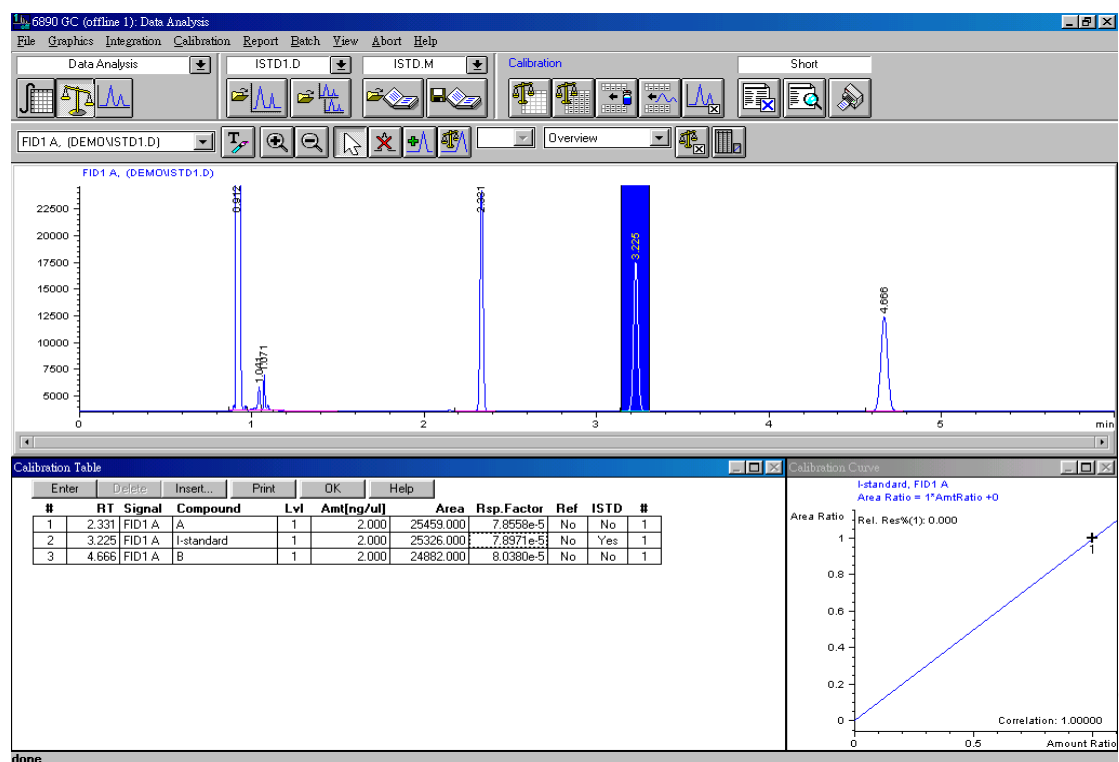 6890 GC (offline 1): Data Analysis
File Graphics Integration Calibration Report Batch View Abort Help
Data Analysis ISTD1.D ISTD.M Calibration Short
FID1 A, (DEMO\ISTD1.D) Overview
FID1 A, (DEMO\ISTD1.D)
22500
20000
17500
15000
12500
10000
7500
5000
0.912
1.041
1.071
2.331
3.225
4.666
0 1 2 3 4 5 min
Calibration Table
Enter Delete Insert... Print OK Help
# RT Signal Compound Lvl Amt[ng/ul] Area Rsp.Factor Ref ISTD #
1 2.331 FID1 A A 1 2.000 25459.000 7.8558e-5 No No 1
2 3.225 FID1 A I-standard 1 2.000 25326.000 7.8971e-5 No Yes 1
3 4.666 FID1 A B 1 2.000 24882.000 8.0380e-5 No No 1
Calibration Curve
I-standard, FID1 A
Area Ratio = 1*AmtRatio +0
Area Ratio
Rel. Res%(1): 0.000
1
1
0.8
0.6
0.4
0.2
0
Correlation: 1.00000
0 0.5 Amount Ratio
done